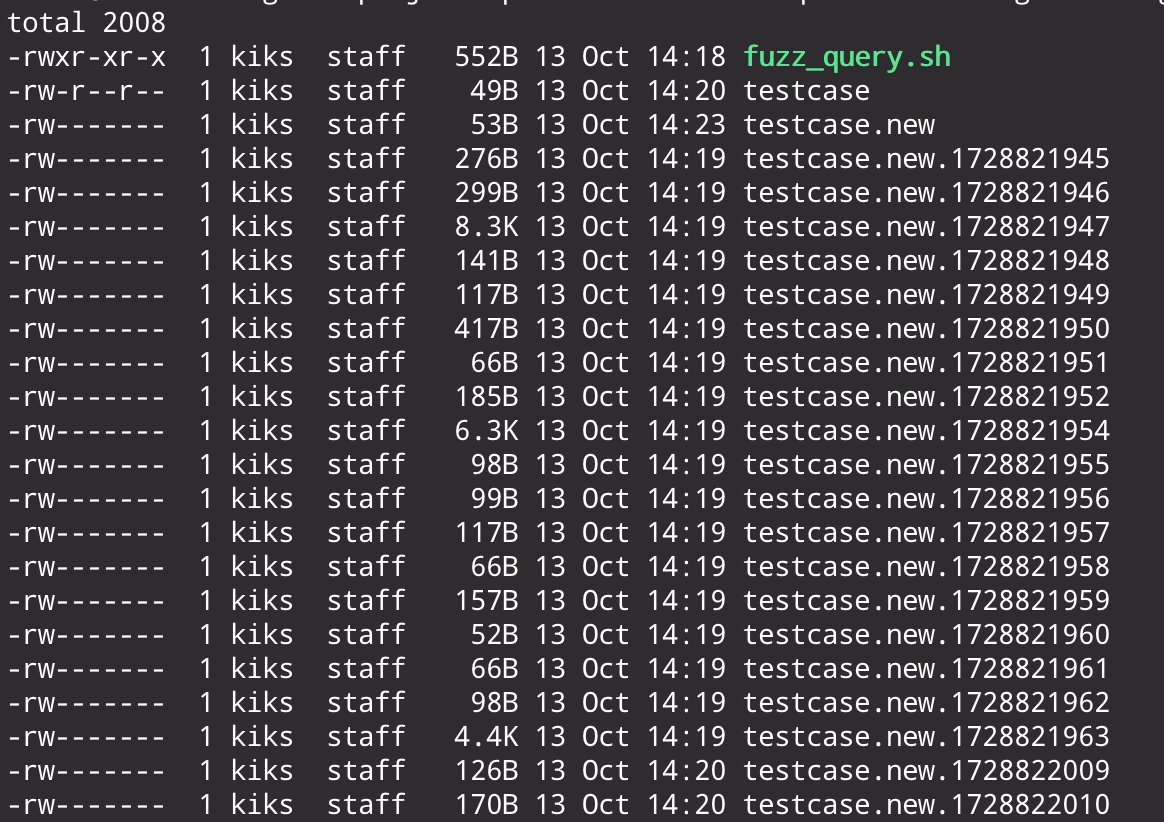 total 2008
-rwxr-xr-x  1 kiks  staff   552B 13 Oct 14:18 fuzz_query.sh
-rw-r--r--  1 kiks  staff    49B 13 Oct 14:20 testcase
-rw-------  1 kiks  staff    53B 13 Oct 14:23 testcase.new
-rw-------  1 kiks  staff   276B 13 Oct 14:19 testcase.new.1728821945
-rw-------  1 kiks  staff   299B 13 Oct 14:19 testcase.new.1728821946
-rw-------  1 kiks  staff   8.3K 13 Oct 14:19 testcase.new.1728821947
-rw-------  1 kiks  staff   141B 13 Oct 14:19 testcase.new.1728821948
-rw-------  1 kiks  staff   117B 13 Oct 14:19 testcase.new.1728821949
-rw-------  1 kiks  staff   417B 13 Oct 14:19 testcase.new.1728821950
-rw-------  1 kiks  staff    66B 13 Oct 14:19 testcase.new.1728821951
-rw-------  1 kiks  staff   185B 13 Oct 14:19 testcase.new.1728821952
-rw-------  1 kiks  staff   6.3K 13 Oct 14:19 testcase.new.1728821954
-rw-------  1 kiks  staff    98B 13 Oct 14:19 testcase.new.1728821955
-rw-------  1 kiks  staff    99B 13 Oct 14:19 testcase.new.1728821956
-rw-------  1 kiks  staff   117B 13 Oct 14:19 testcase.new.1728821957
-rw-------  1 kiks  staff    66B 13 Oct 14:19 testcase.new.1728821958
-rw-------  1 kiks  staff   157B 13 Oct 14:19 testcase.new.1728821959
-rw-------  1 kiks  staff    52B 13 Oct 14:19 testcase.new.1728821960
-rw-------  1 kiks  staff    66B 13 Oct 14:19 testcase.new.1728821961
-rw-------  1 kiks  staff    98B 13 Oct 14:19 testcase.new.1728821962
-rw-------  1 kiks  staff   4.4K 13 Oct 14:19 testcase.new.1728821963
-rw-------  1 kiks  staff   126B 13 Oct 14:20 testcase.new.1728822009
-rw-------  1 kiks  staff   170B 13 Oct 14:20 testcase.new.1728822010